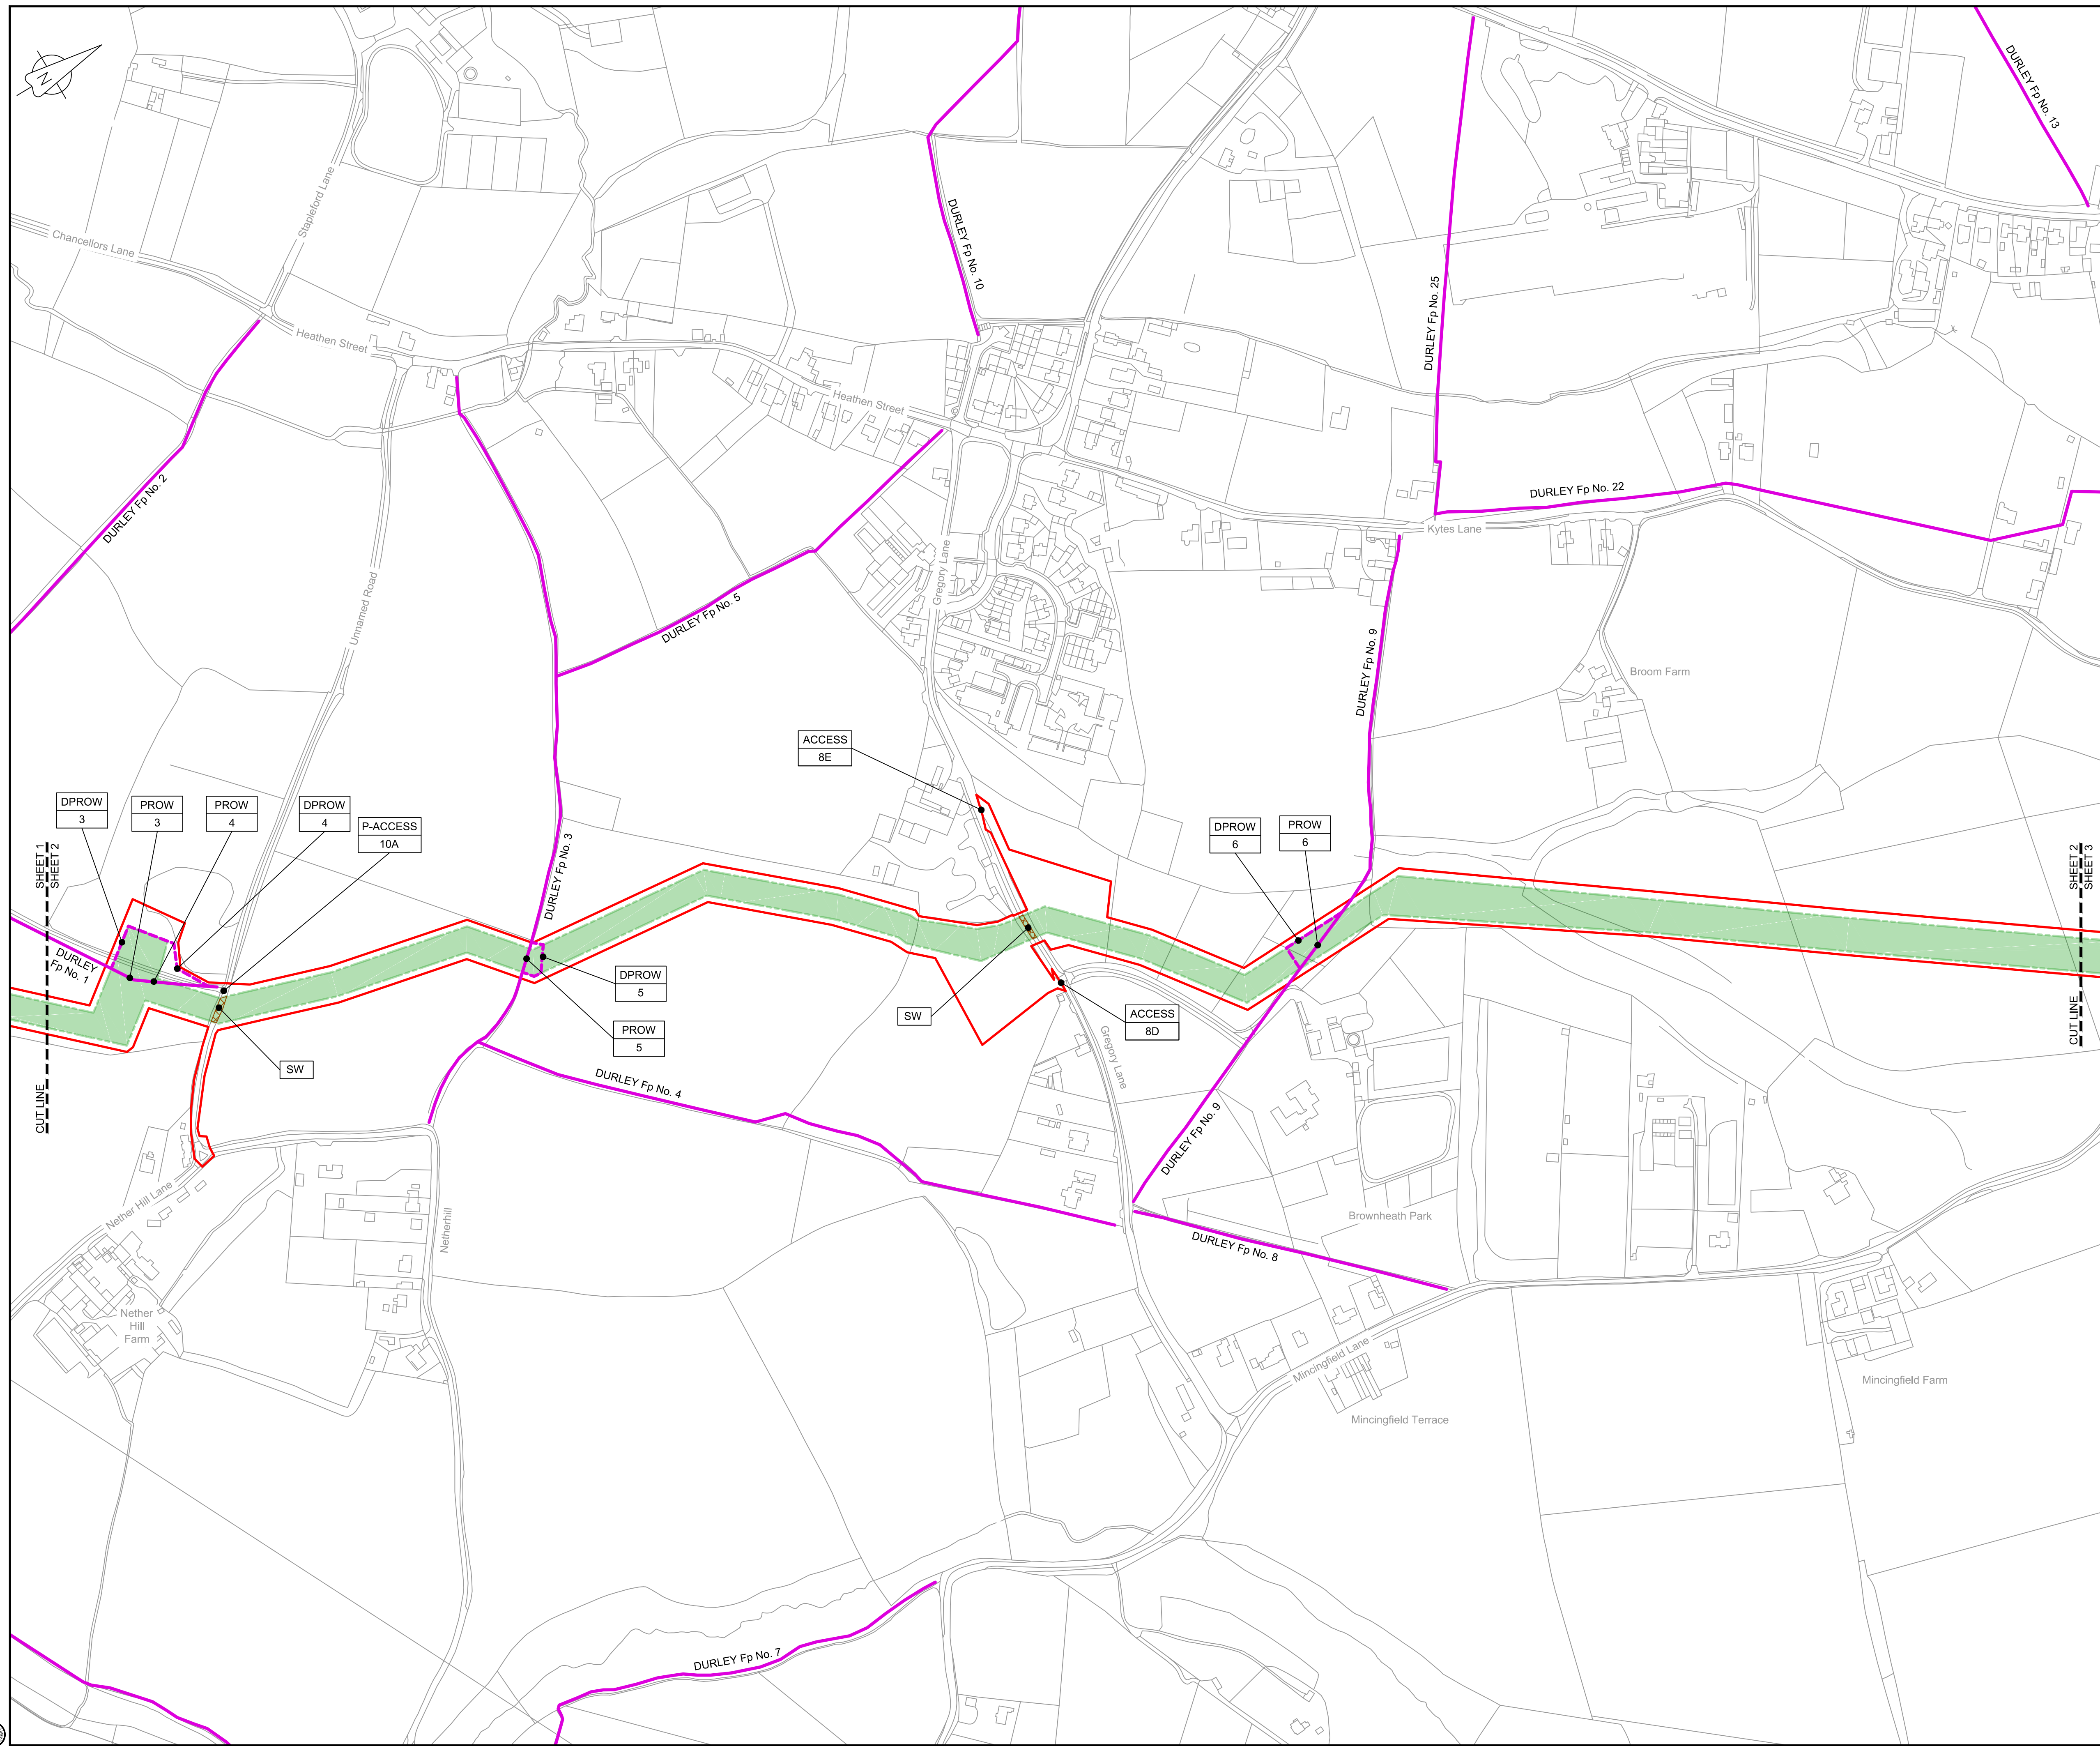 N
DURLEY Fp No. 13
Stapleford Lane
Chancellors Lane
DURLEY Fp No. 10
DURLEY Fp No. 25
Heathen Street
Heathen Street
DURLEY Fp No. 2
DURLEY Fp No. 22
Kytes Lane
Gregory Lane
Unnamed Road
DURLEY Fp No. 5
DURLEY Fp No. 9
Broom Farm
ACCESS
8E
DPROW
3
PROW
3
PROW
4
DPROW
4
P-ACCESS
10A
DPROW
6
PROW
6
SHEET 1
SHEET 2
DURLEY Fp No. 3
SHEET 2
SHEET 3
DURLEY
Fp No. 1
DPROW
5
PROW
5
SW
ACCESS
8D
CUT LINE
SW
CUT LINE
Gregory Lane
DURLEY Fp No. 4
DURLEY Fp No. 9
Nether Hill Lane
Netherhill
Brownheath Park
DURLEY Fp No. 8
Nether
Hill
Farm
Mincingfield Lane
Mincingfield Farm
Mincingfield Terrace
DURLEY Fp No. 7